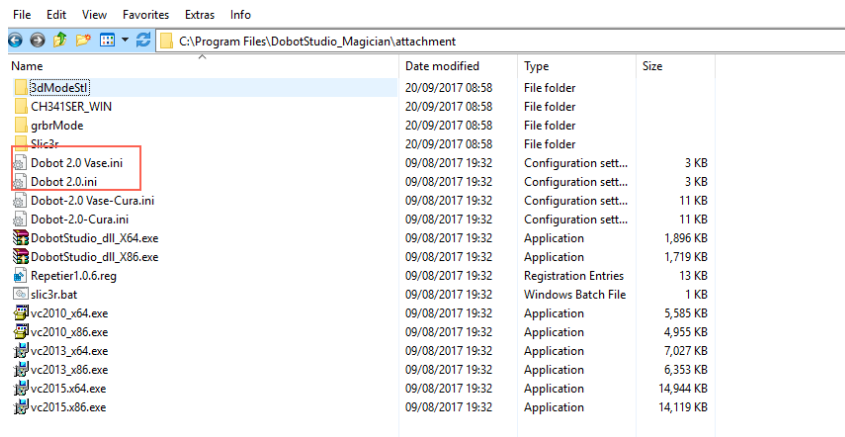 File Edit View Favorites Extras Info
C:\Program Files\DobotStudio_Magician\attachment
Name Date modified Type Size
3dModeStl 20/09/2017 08:58 File folder
CH341SER_WIN 20/09/2017 08:58 File folder
grbrMode 20/09/2017 08:58 File folder
Slic3r 20/09/2017 08:58 File folder
Dobot 2.0 Vase.ini 09/08/2017 19:32 Configuration sett... 3 KB
Dobot 2.0.ini 09/08/2017 19:32 Configuration sett... 3 KB
Dobot-2.0 Vase-Cura.ini 09/08/2017 19:32 Configuration sett... 11 KB
Dobot-2.0-Cura.ini 09/08/2017 19:32 Configuration sett... 11 KB
DobotStudio_dll_X64.exe 09/08/2017 19:32 Application 1,896 KB
DobotStudio_dll_X86.exe 09/08/2017 19:32 Application 1,719 KB
Repetier1.0.6.reg 09/08/2017 19:32 Registration Entries 13 KB
slic3r.bat 09/08/2017 19:32 Windows Batch File 1 KB
vc2010_x64.exe 09/08/2017 19:32 Application 5,585 KB
vc2010_x86.exe 09/08/2017 19:32 Application 4,955 KB
vc2013_x64.exe 09/08/2017 19:32 Application 7,027 KB
vc2013_x86.exe 09/08/2017 19:32 Application 6,353 KB
vc2015.x64.exe 09/08/2017 19:32 Application 14,944 KB
vc2015.x86.exe 09/08/2017 19:32 Application 14,119 KB